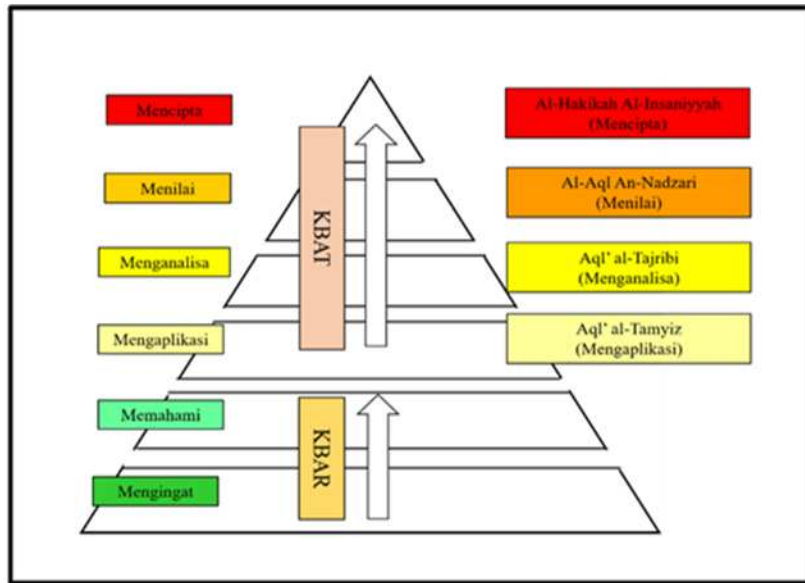 Mencipta
Al-Hakikah Al-Insaniyyah
(Mencipta)
Menilai
Al-Aql An-Nadzari
(Menilai)
KBAT
Menganalisa
Aql' al-Tajribi
(Menganalisa)
Mengaplikasi
Aql' al-Tamyiz
(Mengaplikasi)
Memahami
KBAR
Mengingat